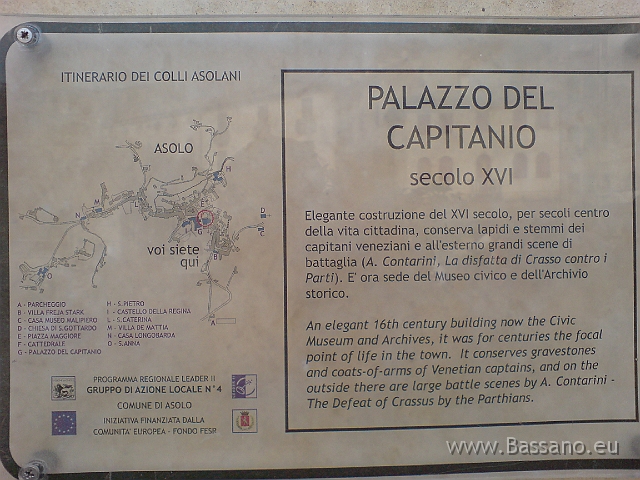 ITINERARIO DEI COLLI ASOLANI
ASOLO
voi siete
qui
A
B
C
D
G
H
M
N
O
A - PARCHEGGIO
B - VILLA FREJA STARK
C - CASA MUSEO MALIPIERO
D - CHIESA DI S.GOTTARDO
E - PIAZZA MAGGIORE
F - CATTEDRALE
G - PALAZZO DEL CAPITANIO
H - S.PIETRO
I - CASTELLO DELLA REGINA
L - S.CATERINA
M - VILLA DE MATTIA
N - CASA LONGOBARDA
O - S.ANNA
PROGRAMMA REGIONALE LEADER II
GRUPPO DI AZIONE LOCALE N°4
COMUNE DI ASOLO
INIZIATIVA FINANZIATA DALLA
COMUNITA' EUROPEA - FONDO FESR
PALAZZO DEL
CAPITANIO
secolo XVI
Elegante costruzione del XVI secolo, per secoli centro
della vita cittadina, conserva lapidi e stemmi dei
capitani veneziani e all'esterno grandi scene di
battaglia (A. Contarini, La disfatta di Crasso contro i
Parti). E' ora sede del Museo civico e dell'Archivio
storico.
An elegant 16th century building now the Civic
Museum and Archives, it was for centuries the focal
point of life in the town. It conserves gravestones
and coats-of-arms of Venetian captains, and on the
outside there are large battle scenes by A. Contarini -
The Defeat of Crassus by the Parthians.
www.Bassano.eu